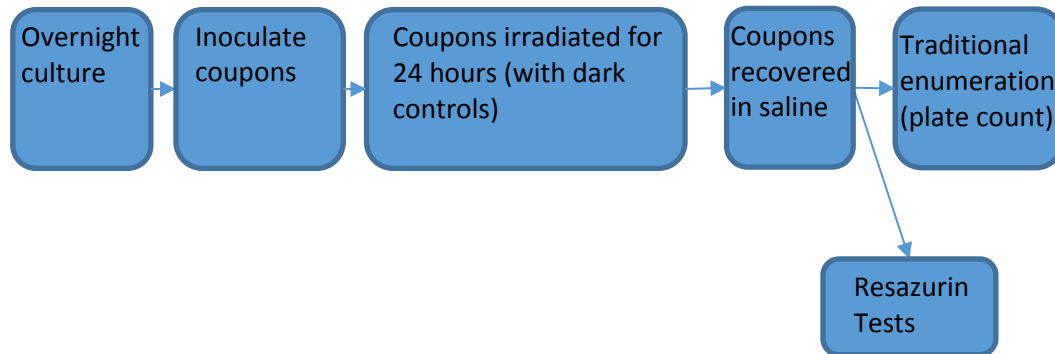 Overnight
culture
Inoculate
coupons
Coupons irradiated for
24 hours (with dark
controls)
Coupons
recovered
in saline
Traditional
enumeration
(plate count)
Resazurin
Tests